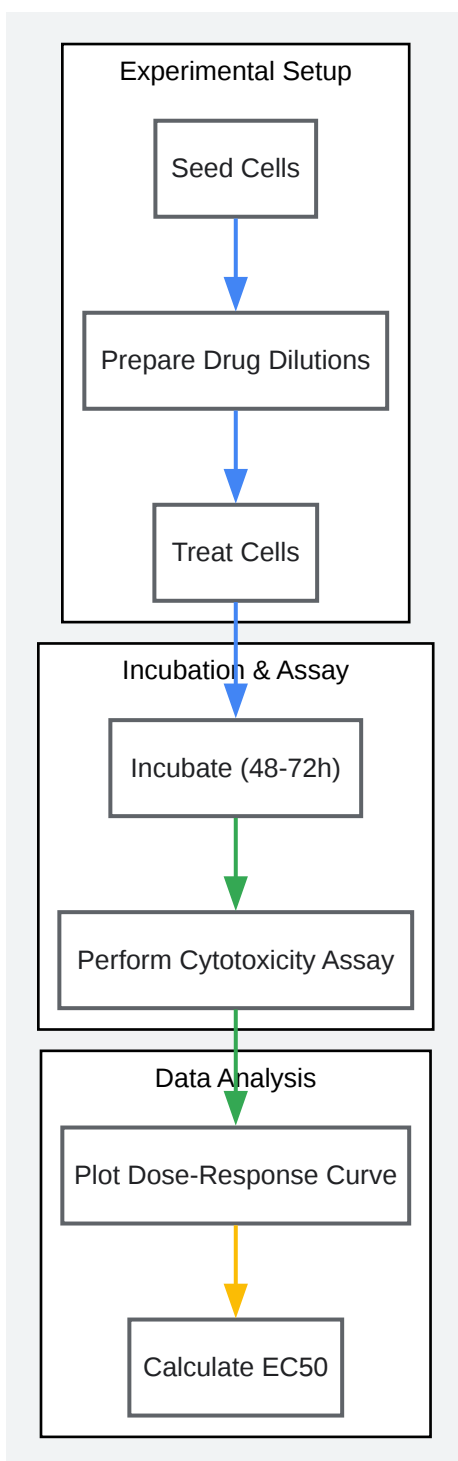 Experimental Setup
Seed Cells
Prepare Drug Dilutions
Treat Cells
Incubation & Assay
Incubate (48-72h)
Perform Cytotoxicity Assay
Data Analysis
Plot Dose-Response Curve
Calculate EC50